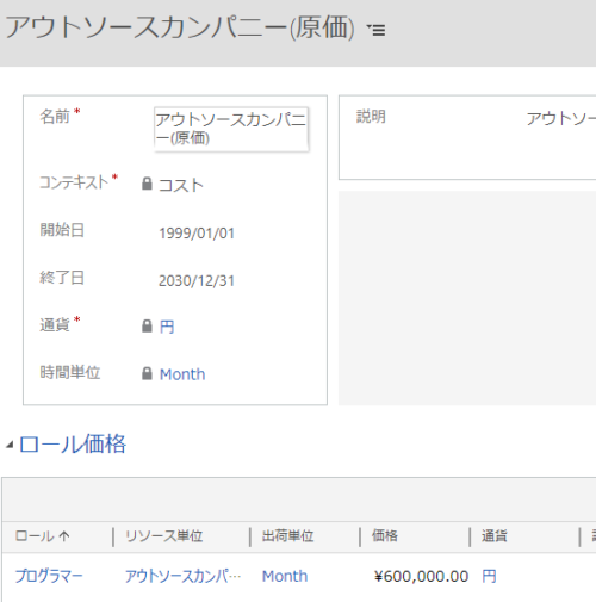 アウトソースカンパニー(原価)
名前*
アウトソースカンパニ
ー(原価)
説明
アウトソー
コンテキスト*
コスト
開始日
1999/01/01
終了日
2030/12/31
通貨*
円
時間単位
Month
ロール価格
ロール↑ リソース単位 出荷単位 価格 通貨
プログラマー アウトソースカンパ… Month ¥600,000.00 円